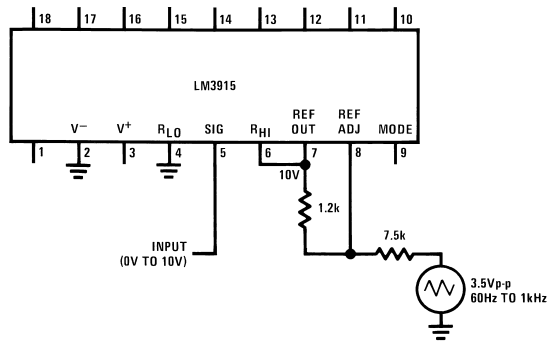 18 17 16 15 14 13 12 11 10
LM3915
REF REF
V− V+ RLO SIG RHI OUT ADJ MODE
1 2 3 4 5 6 7 8 9
10V
1.2k
7.5k
INPUT
(0V TO 10V)
3.5Vp-p
60Hz TO 1kHz